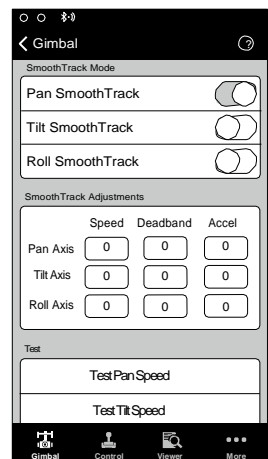 Gimbal
?
SmoothTrack Mode
Pan SmoothTrack
Tilt SmoothTrack
Roll SmoothTrack
SmoothTrack Adjustments
Speed Deadband Accel
Pan Axis 0 0 0
Tilt Axis 0 0 0
Roll Axis 0 0 0
Test
Test Pan Speed
Test Tilt Speed
Gimbal Control Viewer More